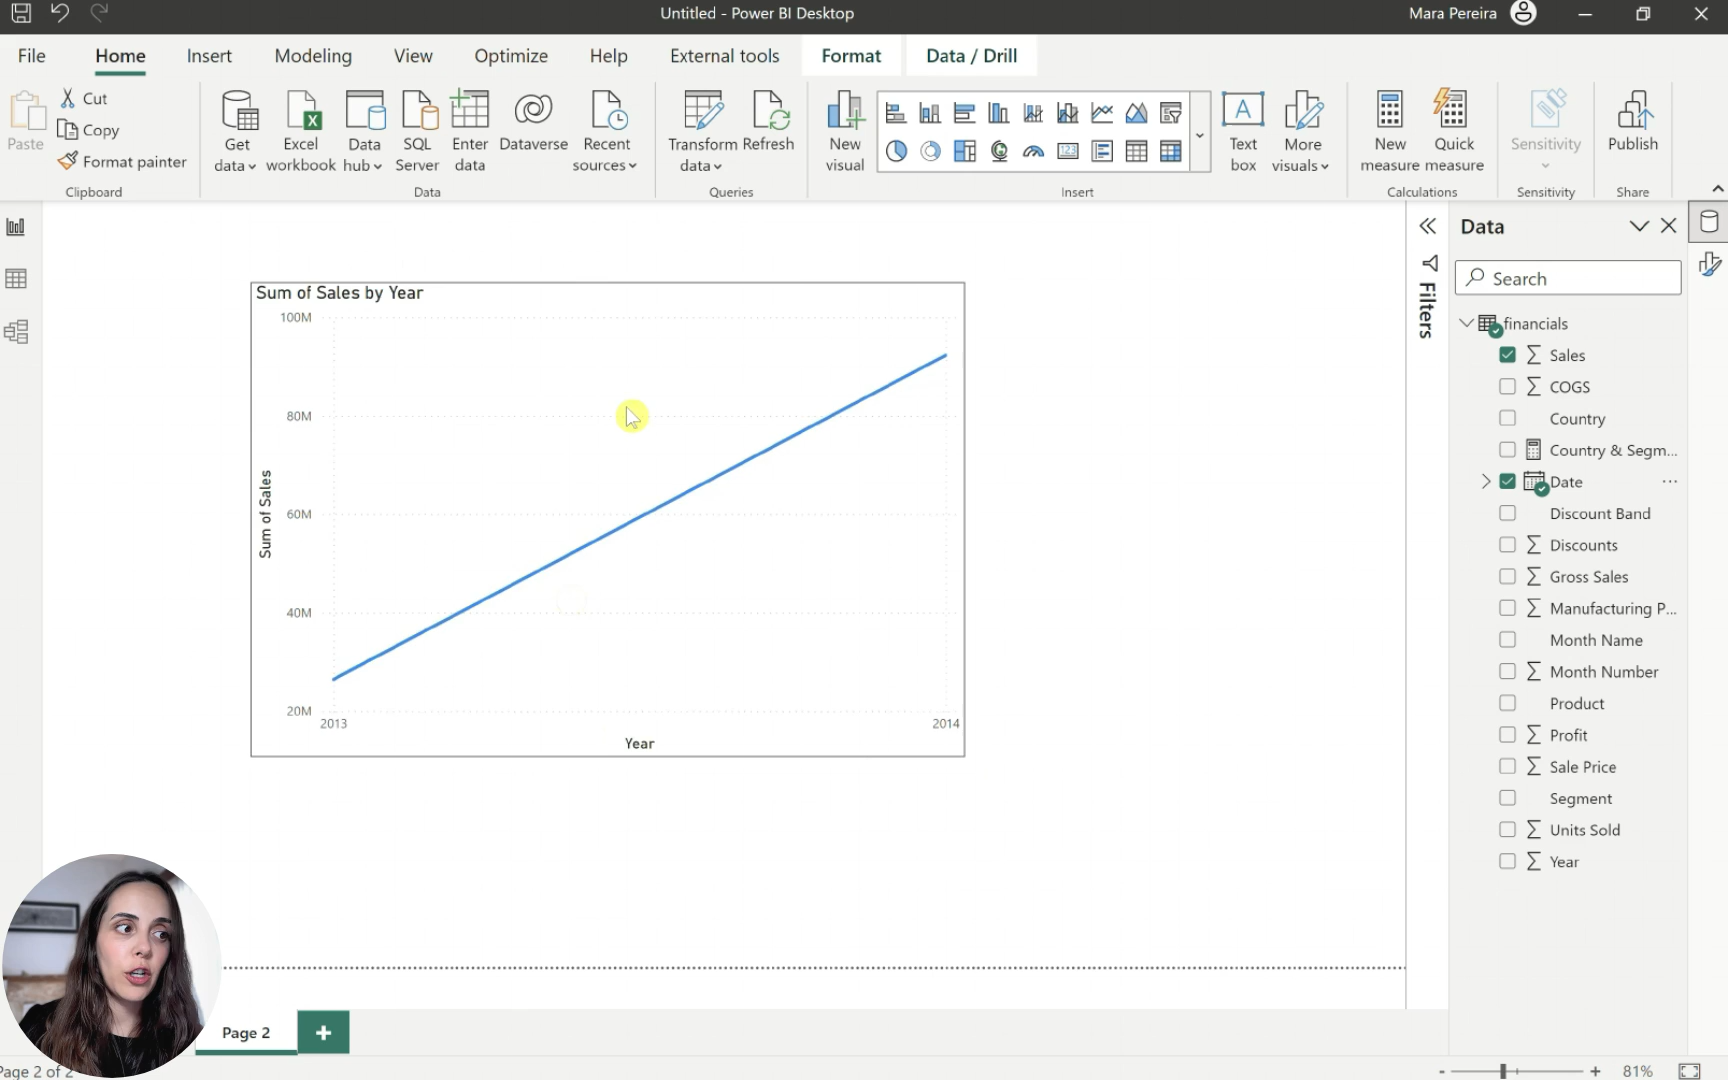 Untitled - Power BI Desktop
Mara Pereira
File
Home
Insert
Modeling
View
Optimize
Help
External tools
Format
Data / Drill
Paste
Cut
Copy
Format painter
Clipboard
Get
data
Excel
workbook
Data
hub
SQL
Server
Enter
data
Dataverse
Recent
sources
Data
Transform
data
Refresh
Queries
New
visual
123
Insert
A
Text
box
More
visuals
New
measure
Quick
measure
Calculations
Sensitivity
Sensitivity
Publish
Share
Sum of Sales by Year
100M
80M
60M
40M
20M
Sum of Sales
2013
2014
Year
Filters
Data
Search
financials
Sales
COGS
Country
Country & Segm...
Date
Discount Band
Discounts
Gross Sales
Manufacturing P...
Month Name
Month Number
Product
Profit
Sale Price
Segment
Units Sold
Year
Page 2
Page 2 of 2
81%